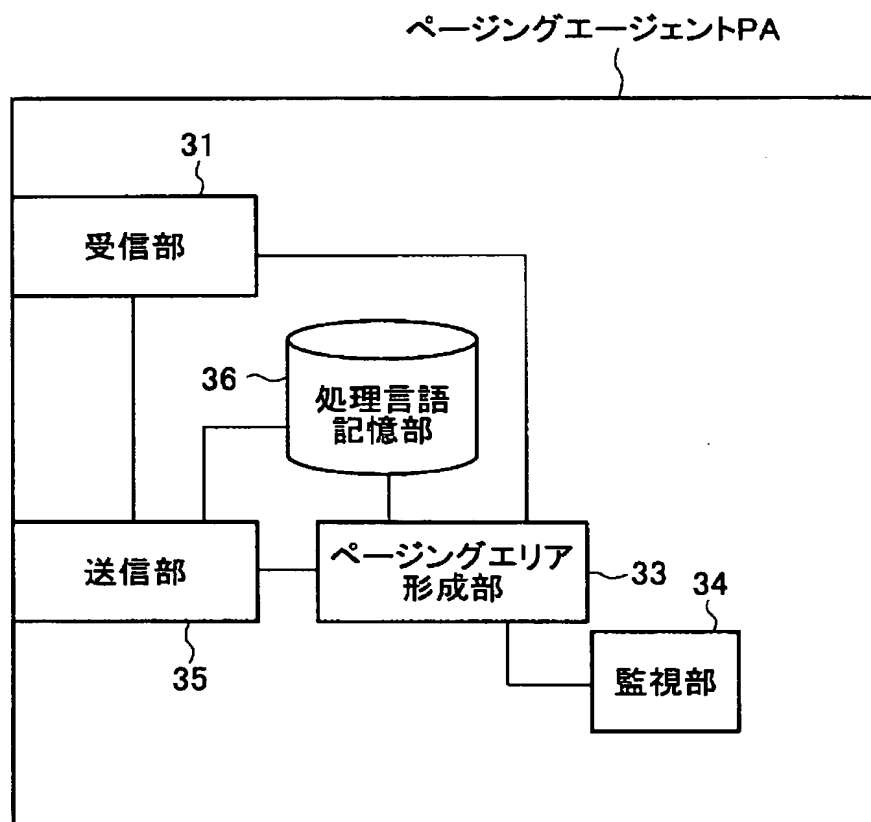 ページングエージェントPA
31
受信部
36
処理言語
記憶部
送信部
35
ページングエリア
形成部
33
34
監視部